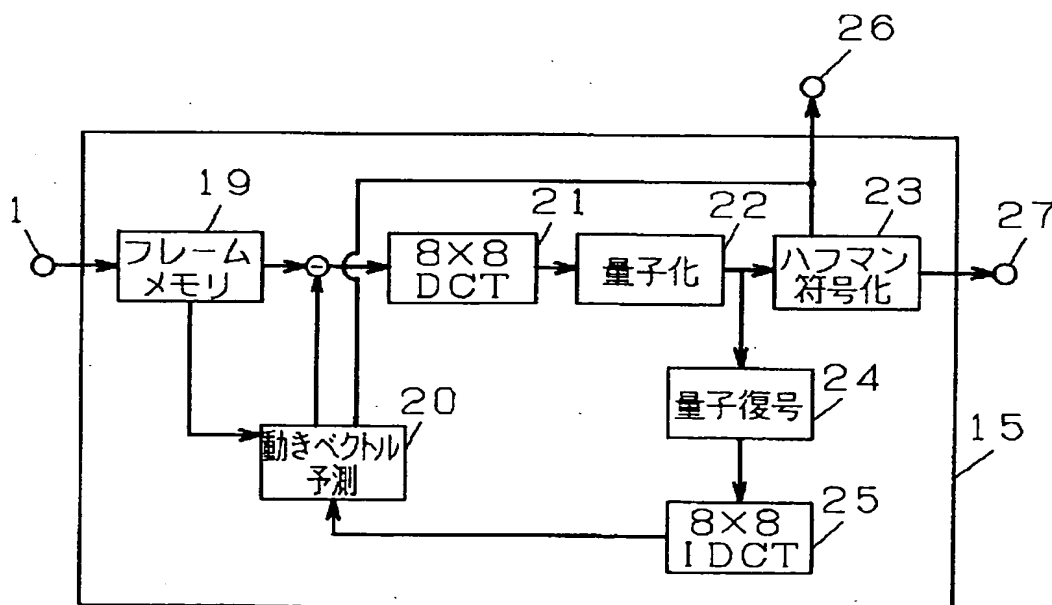 26
19
21
22
23
27
1
フレーム
メモリ
8×8
DCT
量子化
ハフマン
符号化
20
24
量子復号
15
動きベクトル
予測
25
8×8
IDCT